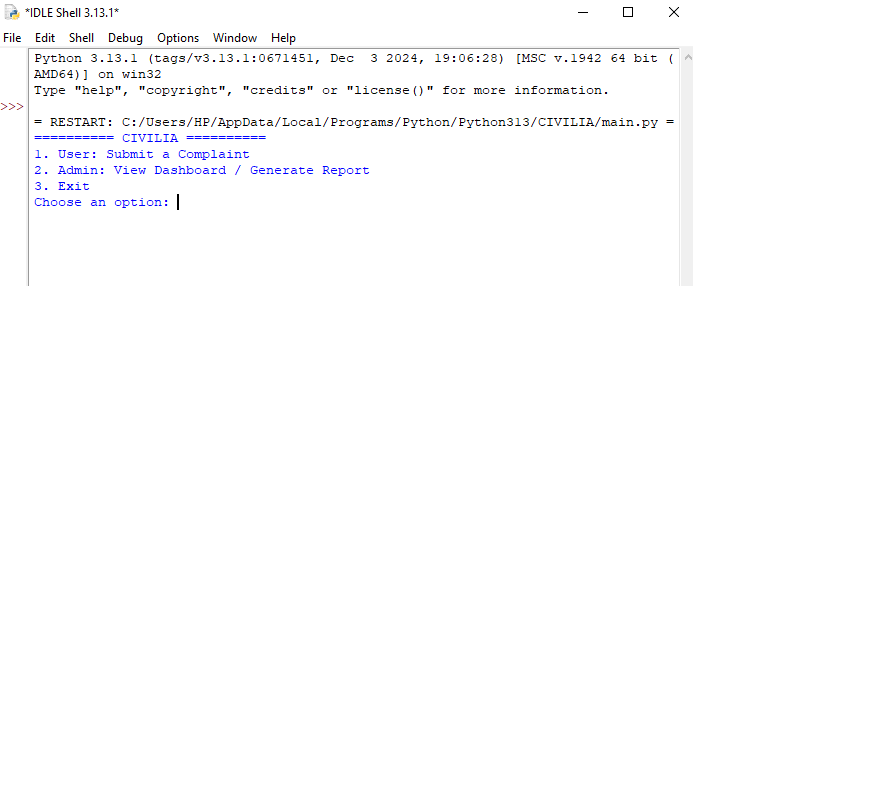 *IDLE Shell 3.13.1*
File Edit Shell Debug Options Window Help
Python 3.13.1 (tags/v3.13.1:0671451, Dec  3 2024, 19:06:28) [MSC v.1942 64 bit (
AMD64)] on win32
Type "help", "copyright", "credits" or "license()" for more information.
>>>
= RESTART: C:/Users/HP/AppData/Local/Programs/Python/Python313/CIVILIA/main.py =
========== CIVILIA ==========
1. User: Submit a Complaint
2. Admin: View Dashboard / Generate Report
3. Exit
Choose an option: